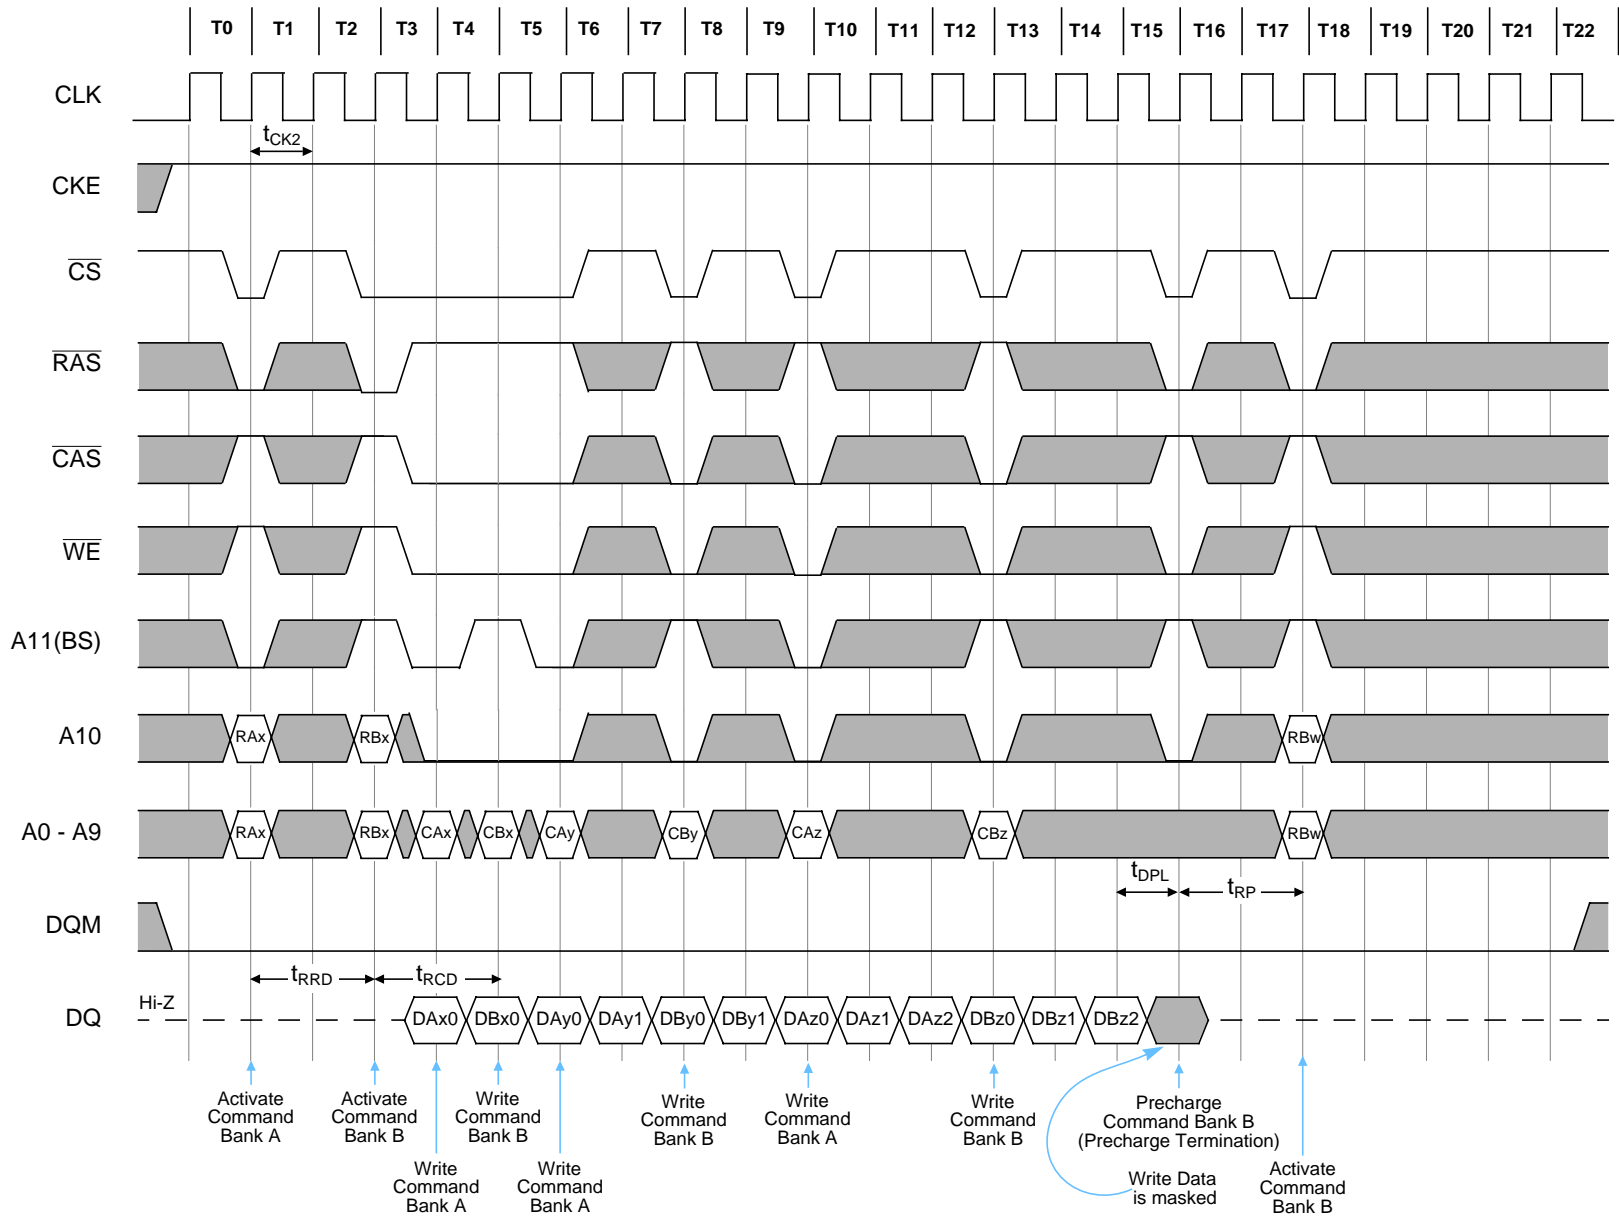 T0 T1 T2 T3 T4 T5 T6 T7 T8 T9 T10 T11 T12 T13 T14 T15 T16 T17 T18 T19 T20 T21 T22
CLK
tCK2
CKE
CS
RAS
CAS
WE
A11(BS)
A10
RAx RBx RBw
A0 - A9
RAx RBx CAx CBx CAy CBy CAz CBz RBw
tDPL
tRP
DQM
tRRD tRCD
Hi-Z
DQ
DAx0 DBx0 DAy0 DAy1 DBy0 DBy1 DAz0 DAz1 DAz2 DBz0 DBz1 DBz2
Activate
Command
Bank A
Activate
Command
Bank B
Write
Command
Bank A
Write
Command
Bank B
Write
Command
Bank A
Write
Command
Bank B
Write
Command
Bank A
Write
Command
Bank B
Precharge
Command Bank B
(Precharge Termination)
Write Data
is masked
Activate
Command
Bank B